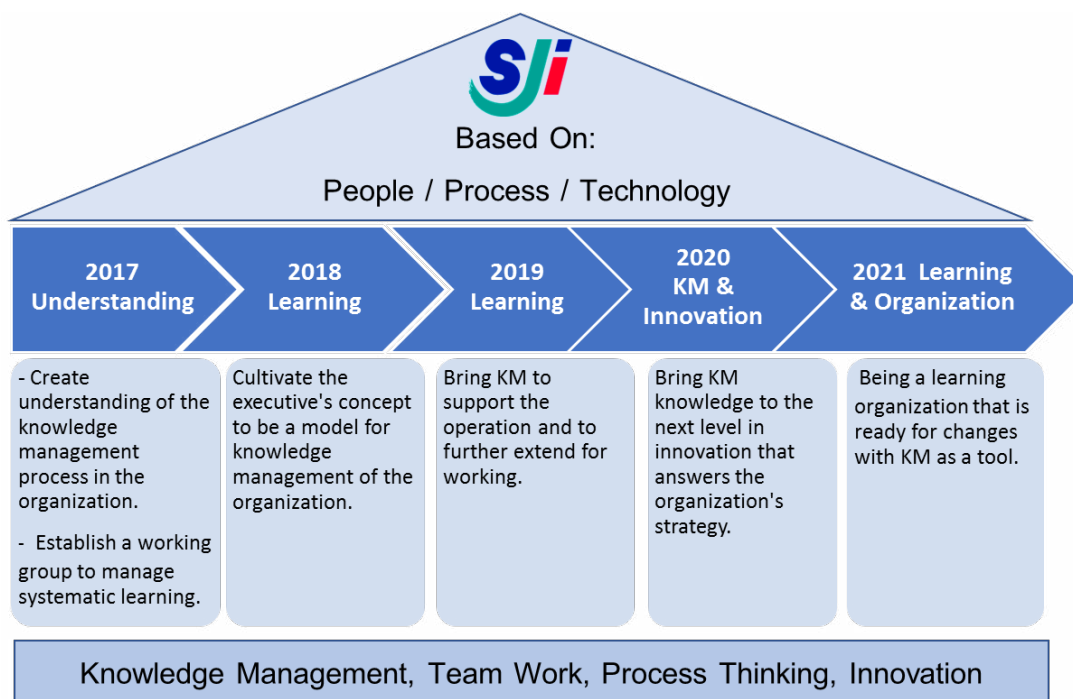 SJi
Based On:
People / Process / Technology
2017
Understanding
2018
Learning
2019
Learning
2020
KM &
Innovation
2021 Learning
& Organization
- Create
understanding of the
knowledge
management
process in the
organization.
- Establish a working
group to manage
systematic learning.
Cultivate the
executive's concept
to be a model for
knowledge
management of the
organization.
Bring KM to
support the
operation and to
further extend for
working.
Bring KM
knowledge to the
next level in
innovation that
answers the
organization's
strategy.
Being a learning
organization that is
ready for changes
with KM as a tool.
Knowledge Management, Team Work, Process Thinking, Innovation